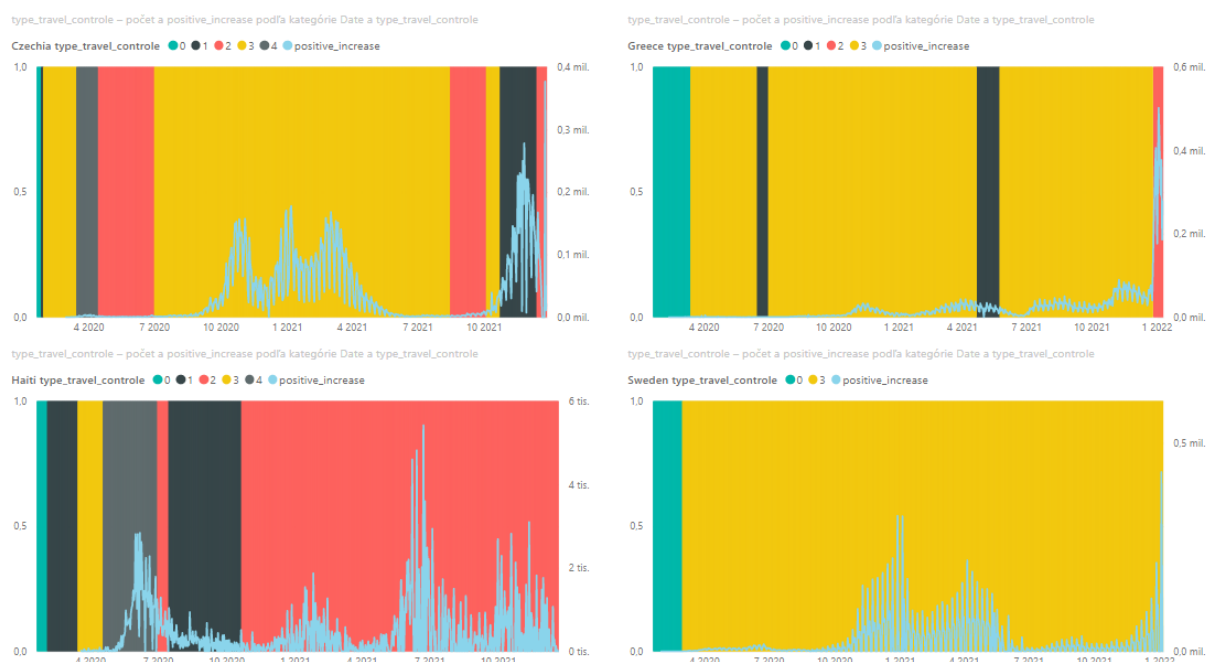 type_travel_controle – počet a positive_increase podľa kategórie Date a type_travel_controle
Czechia type_travel_controle 0 1 2 3 4 positive_increase
1,0
0,5
0,0
0,4 mil.
0,3 mil.
0,2 mil.
0,1 mil.
0,0 mil.
4 2020 7 2020 10 2020 1 2021 4 2021 7 2021 10 2021
type_travel_controle – počet a positive_increase podľa kategórie Date a type_travel_controle
Greece type_travel_controle 0 1 2 3 positive_increase
1,0
0,5
0,0
0,6 mil.
0,4 mil.
0,2 mil.
0,0 mil.
4 2020 7 2020 10 2020 1 2021 4 2021 7 2021 10 2021 1 2022
type_travel_controle – počet a positive_increase podľa kategórie Date a type_travel_controle
Haiti type_travel_controle 0 1 2 3 4 positive_increase
1,0
0,5
0,0
6 tis.
4 tis.
2 tis.
0 tis.
4 2020 7 2020 10 2020 1 2021 4 2021 7 2021 10 2021
type_travel_controle – počet a positive_increase podľa kategórie Date a type_travel_controle
Sweden type_travel_controle 0 3 positive_increase
1,0
0,5
0,0
0,5 mil.
0,0 mil.
4 2020 7 2020 10 2020 1 2021 4 2021 7 2021 10 2021 1 2022